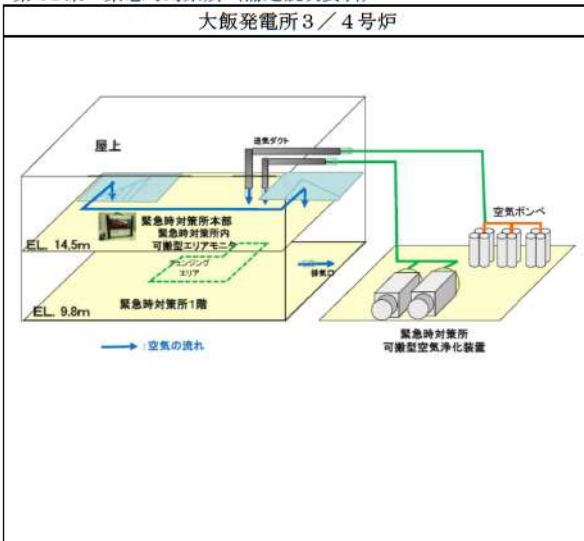 大飯発電所3/4号炉
屋上
送気ダクト
空気ボンベ
緊急時対策所本部
緊急時対策所内
可搬型エリアモニタ
EL. 14.5m
チェンジング
エリア
排気口
EL. 9.8m
緊急時対策所1階
緊急時対策所
可搬型空気浄化装置
:空気の流れ